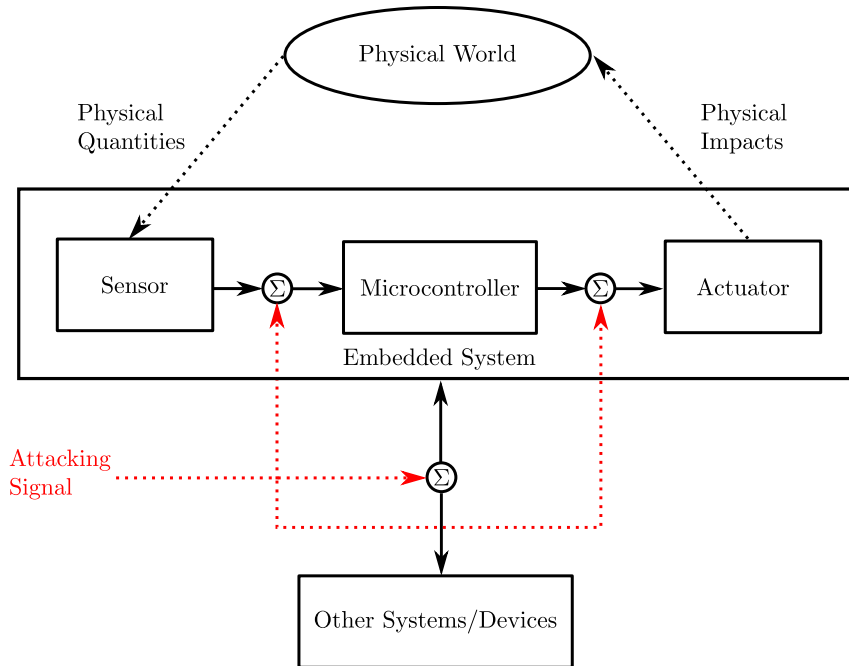 Physical World
Physical
Quantities
Physical
Impacts
Sensor
Σ
Microcontroller
Σ
Actuator
Embedded System
Attacking
Signal
Σ
Other Systems/Devices